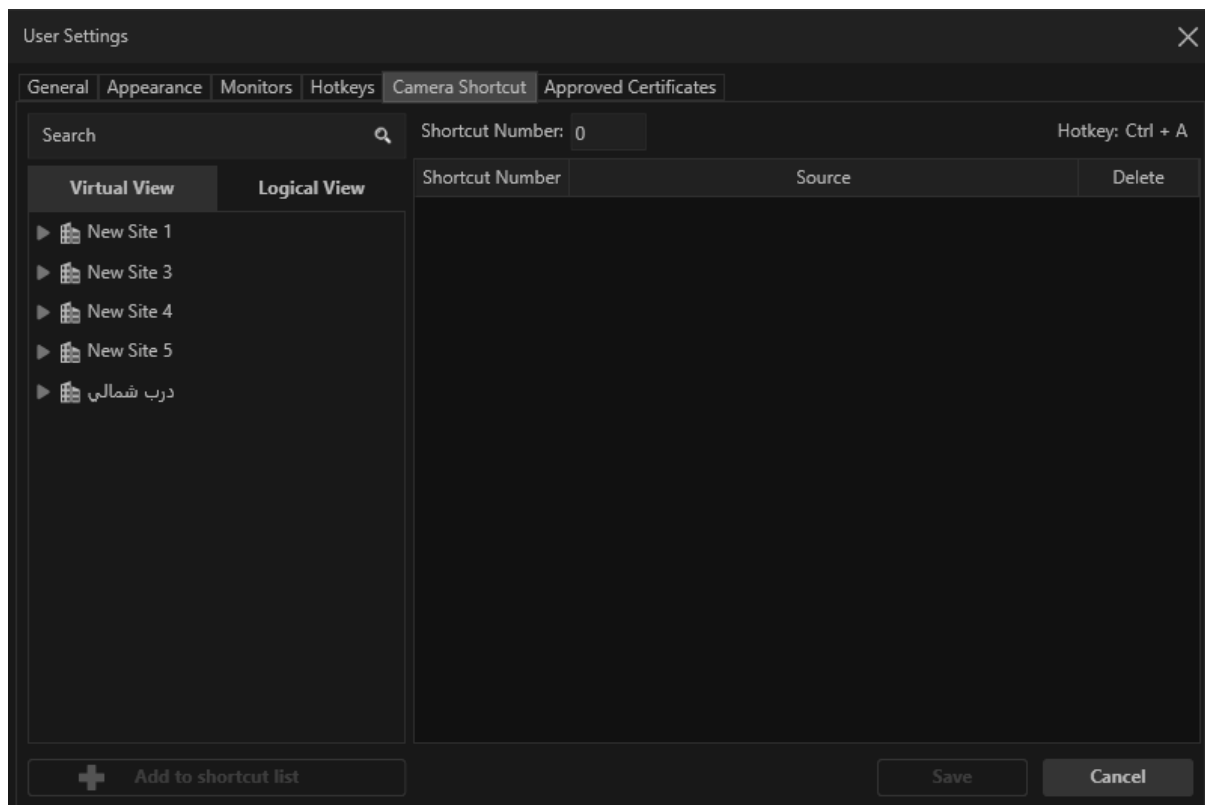 User Settings
General Appearance Monitors Hotkeys Camera Shortcut Approved Certificates
Search
Shortcut Number: 0
Hotkey: Ctrl + A
Virtual View Logical View
Shortcut Number Source Delete
New Site 1
New Site 3
New Site 4
New Site 5
درب شمالی
Add to shortcut list
Save
Cancel